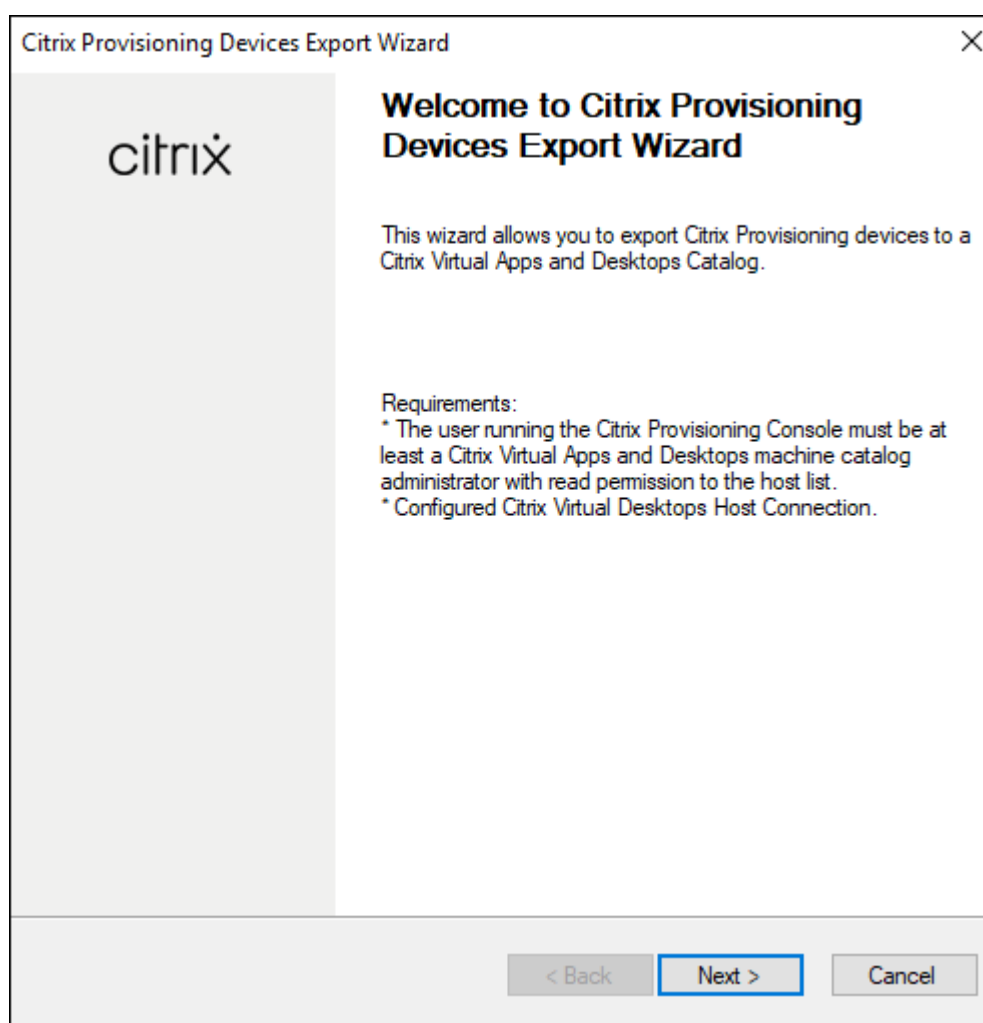 Citrix Provisioning Devices Export Wizard
citrix
Welcome to Citrix Provisioning
Devices Export Wizard
This wizard allows you to export Citrix Provisioning devices to a
Citrix Virtual Apps and Desktops Catalog.
Requirements:
* The user running the Citrix Provisioning Console must be at
least a Citrix Virtual Apps and Desktops machine catalog
administrator with read permission to the host list.
* Configured Citrix Virtual Desktops Host Connection.
< Back Next > Cancel